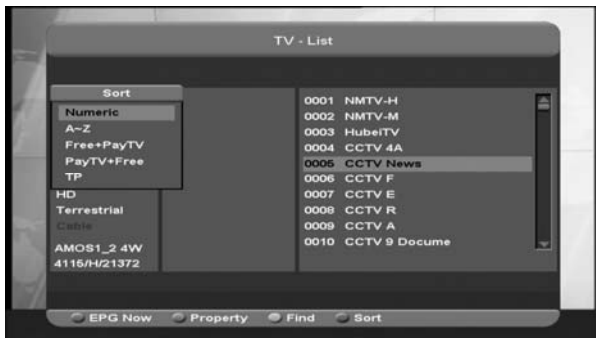 TV - List
Sort
Numeric
A~Z
Free+PayTV
PayTV+Free
TP
HD
Terrestrial
Cable
AMOS1_2 4W
4116/H/21372
0001 NMTV-H
0002 NMTV-M
0003 HubeiTV
0004 CCTV 4A
0005 CCTV News
0006 CCTV F
0007 CCTV E
0008 CCTV R
0009 CCTV A
0010 CCTV 9 Docume
EPG Now Property Find Sort